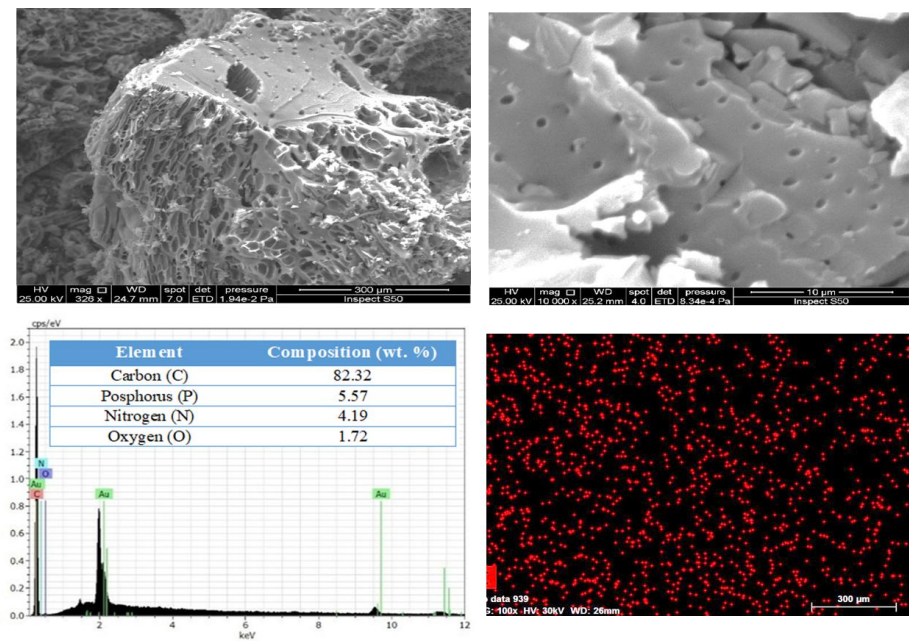 HV mag WD spot det pressure 300 µm
25.00 kV 326 x 24.7 mm 7.0 ETD 1.94e-2 Pa Inspect S50
HV mag WD spot det pressure 10 µm
25.00 kV 10 000 x 25.2 mm 4.0 ETD 8.34e-4 Pa Inspect S50
cps/eV
Element Composition (wt. %)
Carbon (C) 82.32
Posphorus (P) 5.57
Nitrogen (N) 4.19
Oxygen (O) 1.72
2.0
1.8
1.6
1.4
1.2
1.0
0.8
0.6
0.4
0.2
0.0
N
O
Au
C
Au
Au
2 4 6 8 10 12
keV
data 939
: 100x HV: 30kV WD: 26mm
300 µm